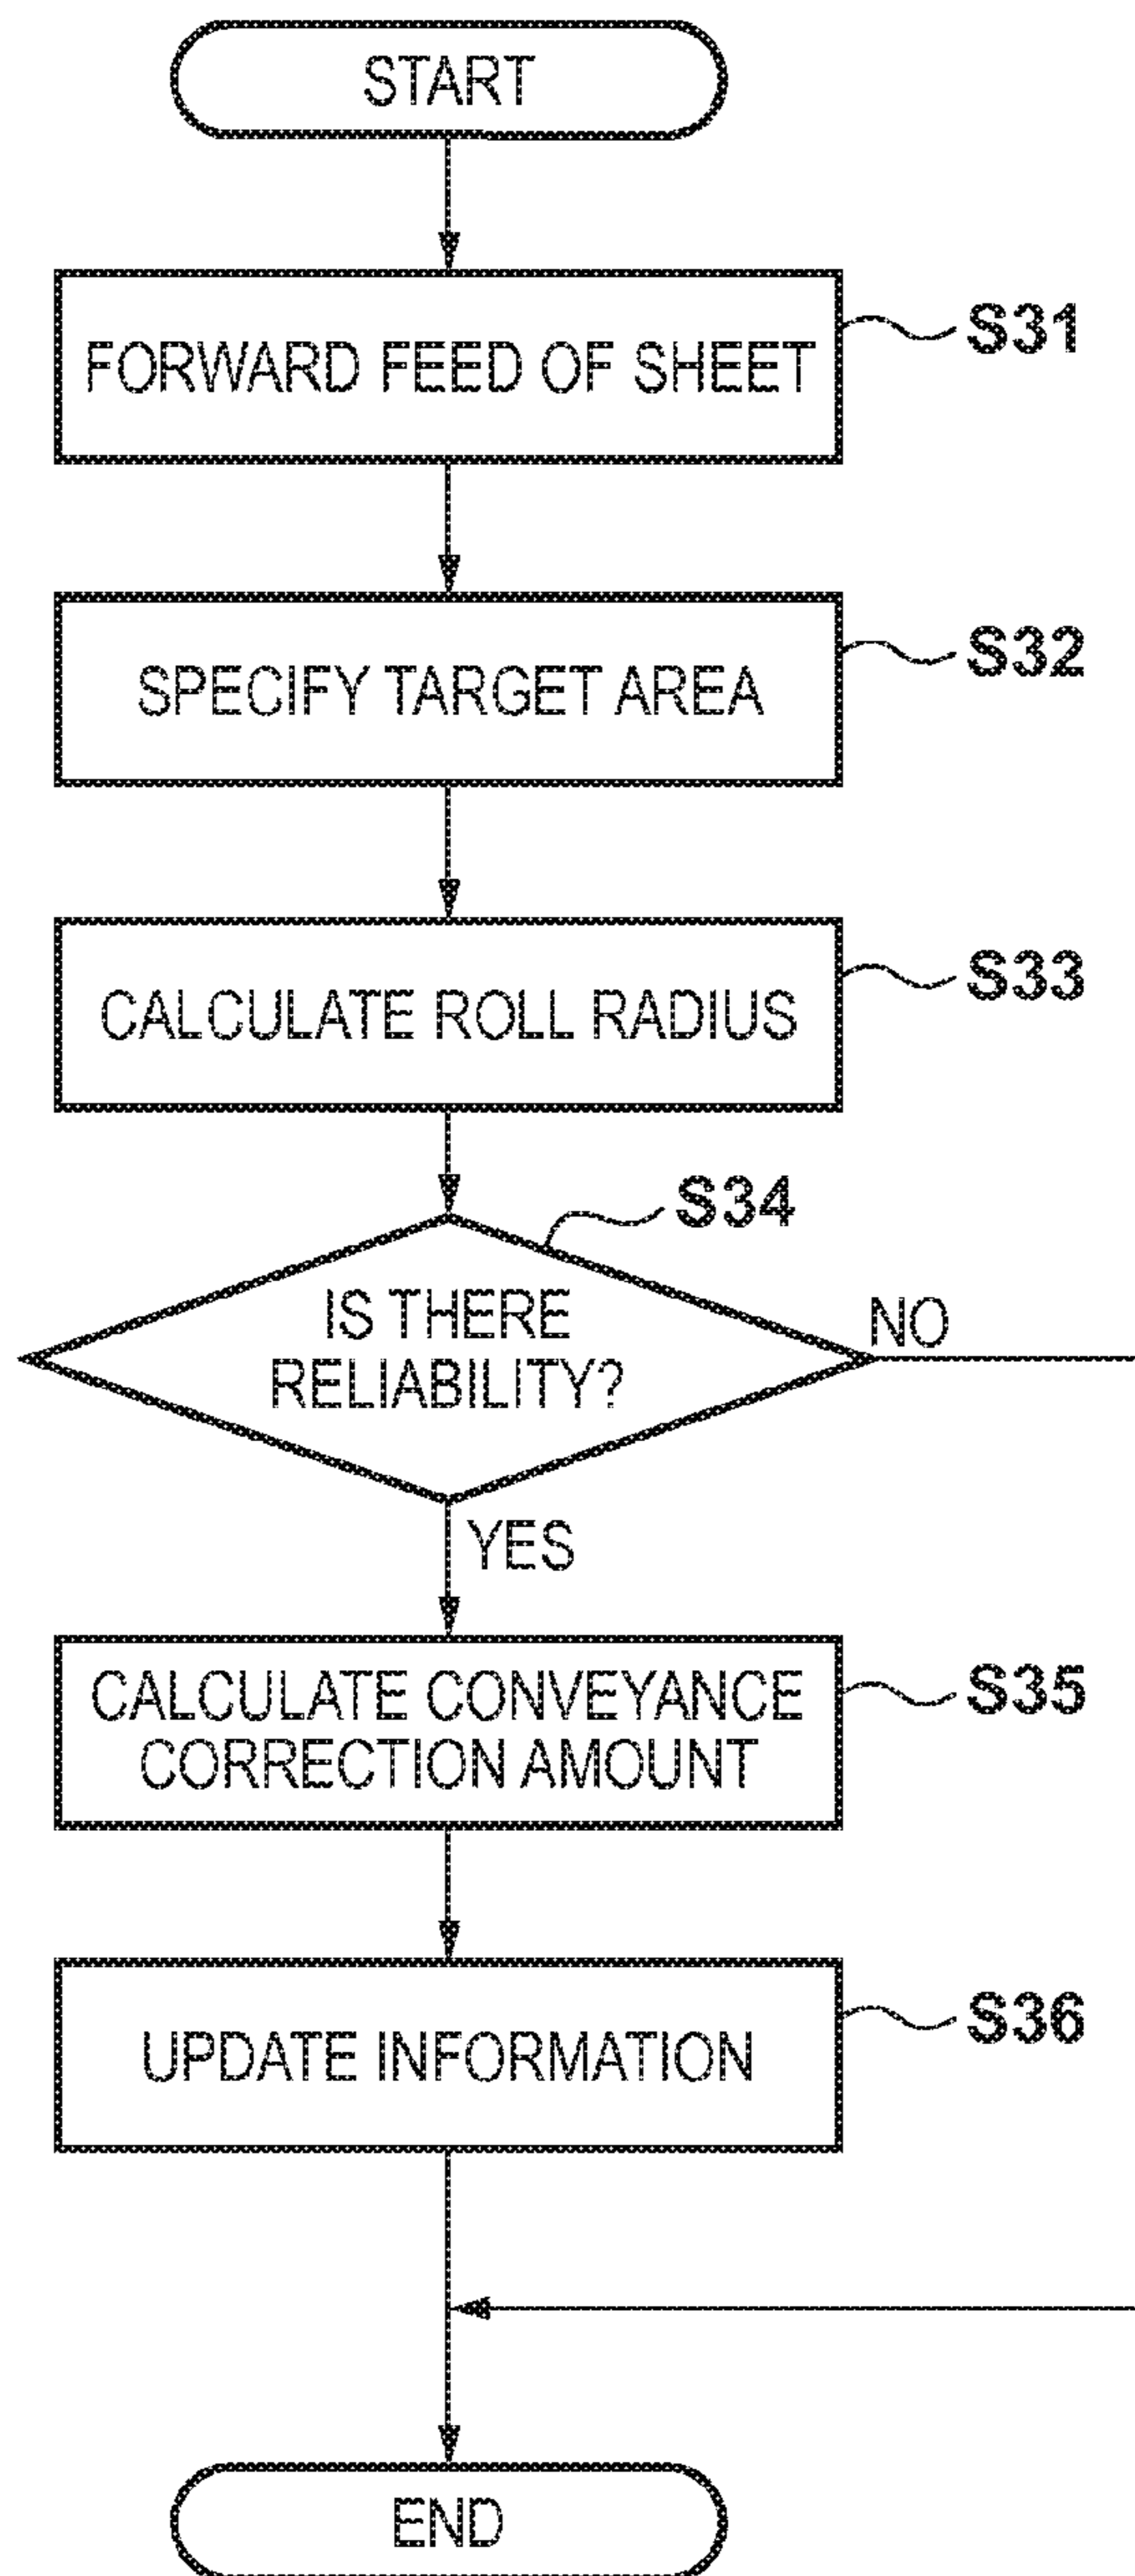 START
FORWARD FEED OF SHEET
S31
SPECIFY TARGET AREA
S32
CALCULATE ROLL RADIUS
S33
S34
IS THERE
RELIABILITY?
NO
YES
CALCULATE CONVEYANCE
CORRECTION AMOUNT
S35
UPDATE INFORMATION
S36
END